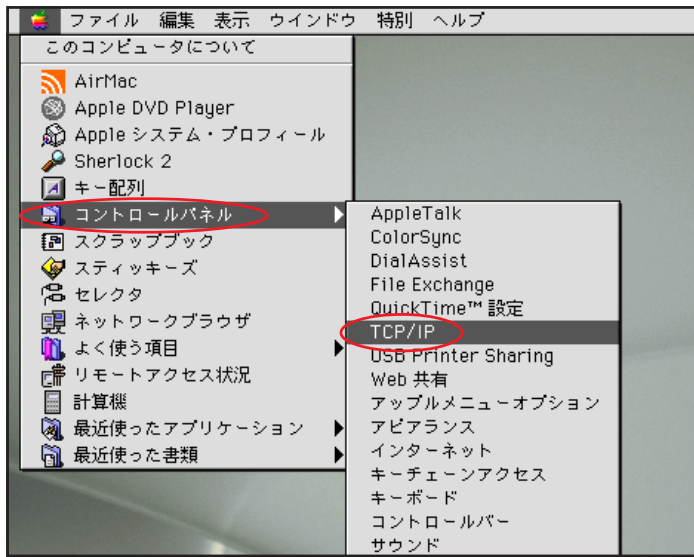 ファイル 編集 表示 ウインドウ 特別 ヘルプ
このコンピュータについて
AirMac
Apple DVD Player
Apple システム・プロフィール
Sherlock 2
キー配列
コントロールパネル
スクラップブック
スティッキーズ
セレクタ
ネットワークブラウザ
よく使う項目
リモートアクセス状況
計算機
最近使ったアプリケーション
最近使った書類
AppleTalk
ColorSync
DialAssist
File Exchange
QuickTime™ 設定
TCP/IP
USB Printer Sharing
Web 共有
アップルメニューオプション
アピアランス
インターネット
キーチェーンアクセス
キーボード
コントロールバー
サウンド